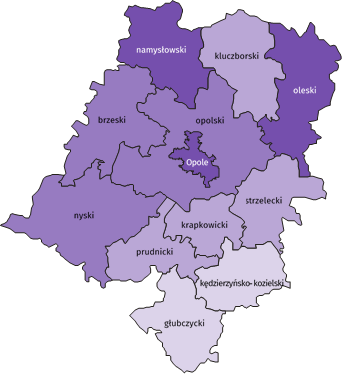 namysłowski
kluczborski
oleski
brzeski
opolski
Opole
strzelecki
nyski
krapkowicki
prudnicki
kędzierzyńsko-kozielski
głubczycki